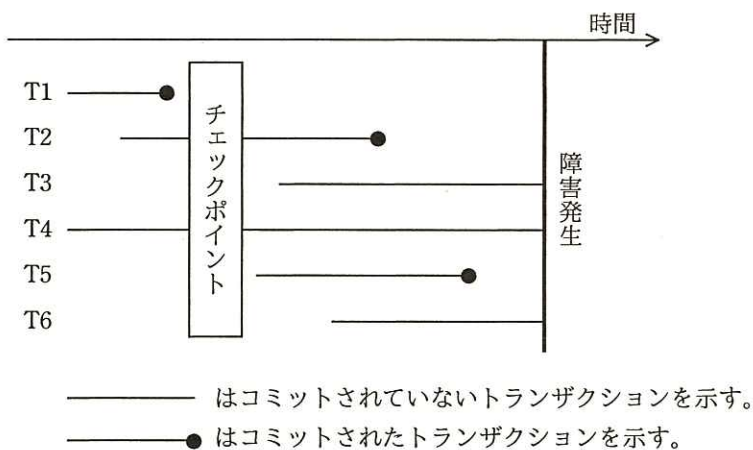 時間
T1
T2
T3
T4
T5
T6
チェックポイント
障害発生
はコミットされていないトランザクションを示す。
はコミットされたトランザクションを示す。